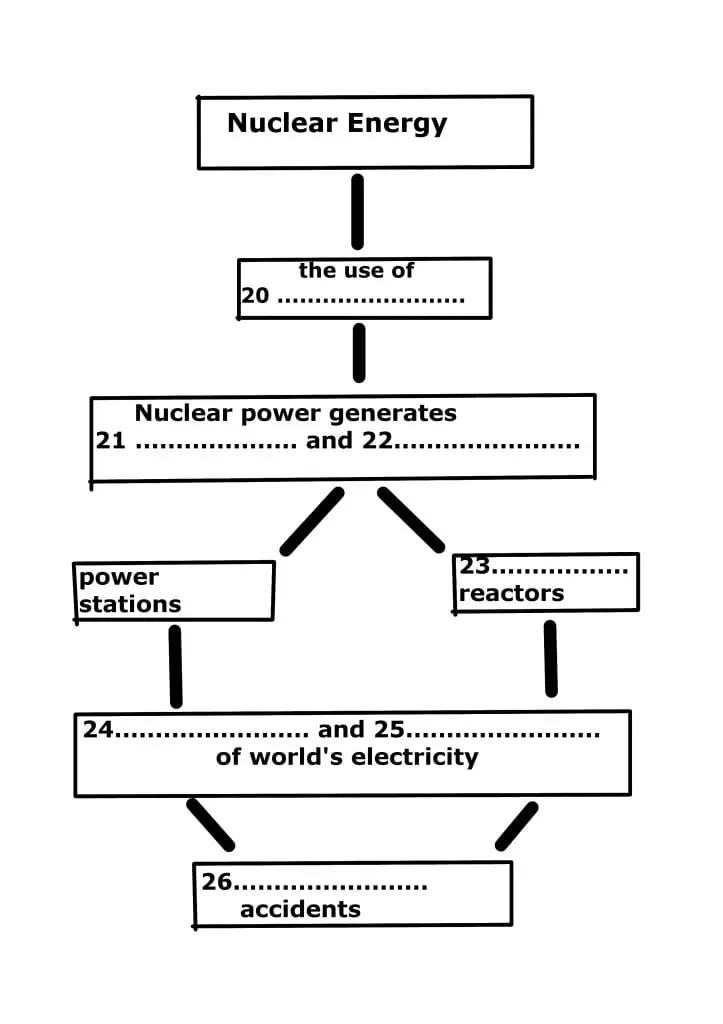 Nuclear Energy
the use of
20 .........................
Nuclear power generates
21 .................... and 22.......................
power
stations
23.................
reactors
24........................ and 25........................
of world's electricity
26........................
accidents